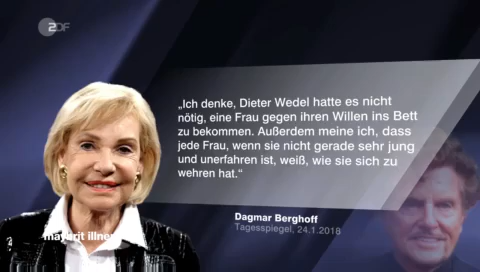 ZDF
„Ich denke, Dieter Wedel hatte es nicht
nötig, eine Frau gegen ihren Willen ins Bett
zu bekommen. Außerdem meine ich, dass
jede Frau, wenn sie nicht gerade sehr jung
und unerfahren ist, weiß, wie sie sich zu
wehren hat.“
Dagmar Berghoff
Tagesspiegel, 24.1.2018
maybrit illner